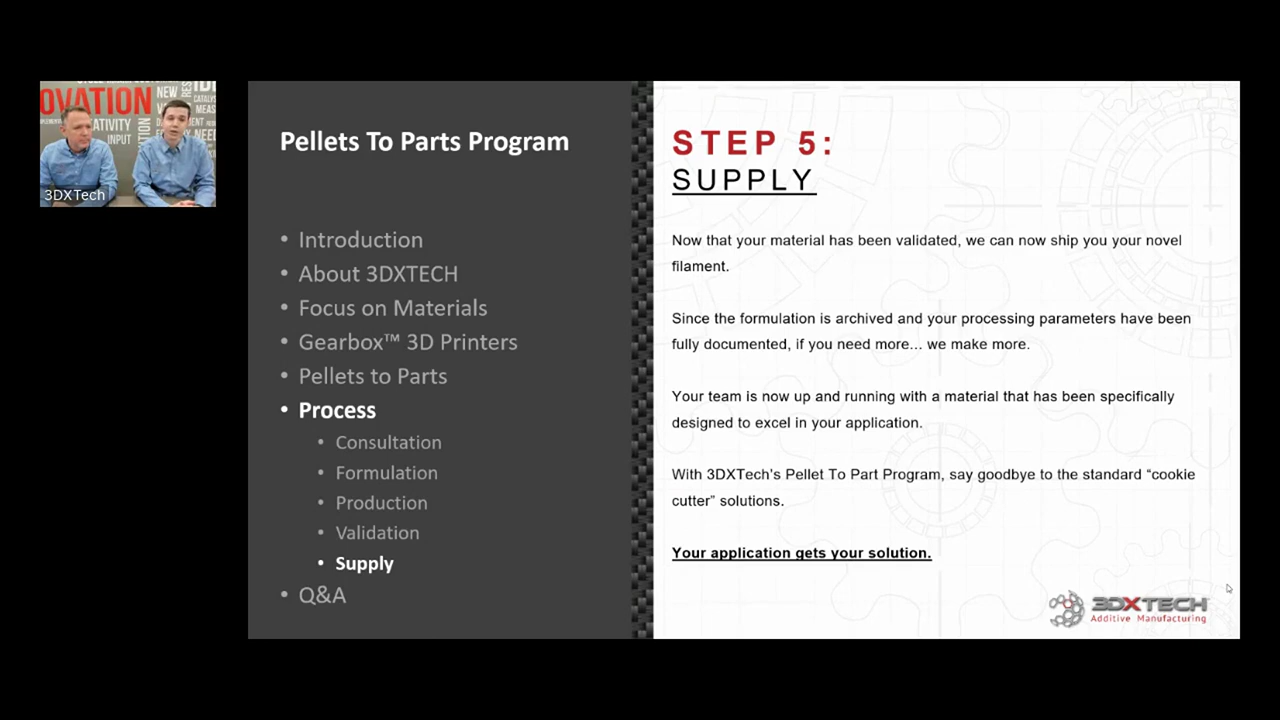 OVATION
NEW
CATALY
MEAS
EATIVITY
INPUT
NEED
3DXTech
Pellets To Parts Program
• Introduction
• About 3DXTECH
• Focus on Materials
• Gearbox™ 3D Printers
• Pellets to Parts
• Process
• Consultation
• Formulation
• Production
• Validation
• Supply
• Q&A
STEP 5:
SUPPLY
Now that your material has been validated, we can now ship you your novel
filament.
Since the formulation is archived and your processing parameters have been
fully documented, if you need more... we make more.
Your team is now up and running with a material that has been specifically
designed to excel in your application.
With 3DXTech's Pellet To Part Program, say goodbye to the standard “cookie
cutter” solutions.
Your application gets your solution.
3DXTECH
Additive Manufacturing